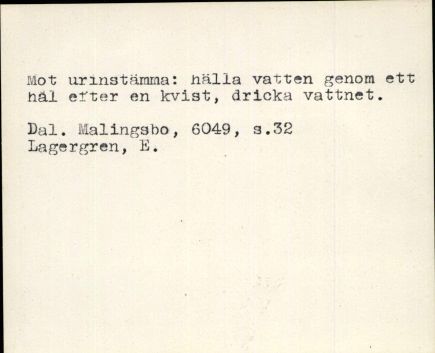 Mot urinstämma: hälla vatten genom ett
hål efter en kvist, dricka vattnet.
Dal. Malingsbo, 6049, s.32
Lagergren, E.